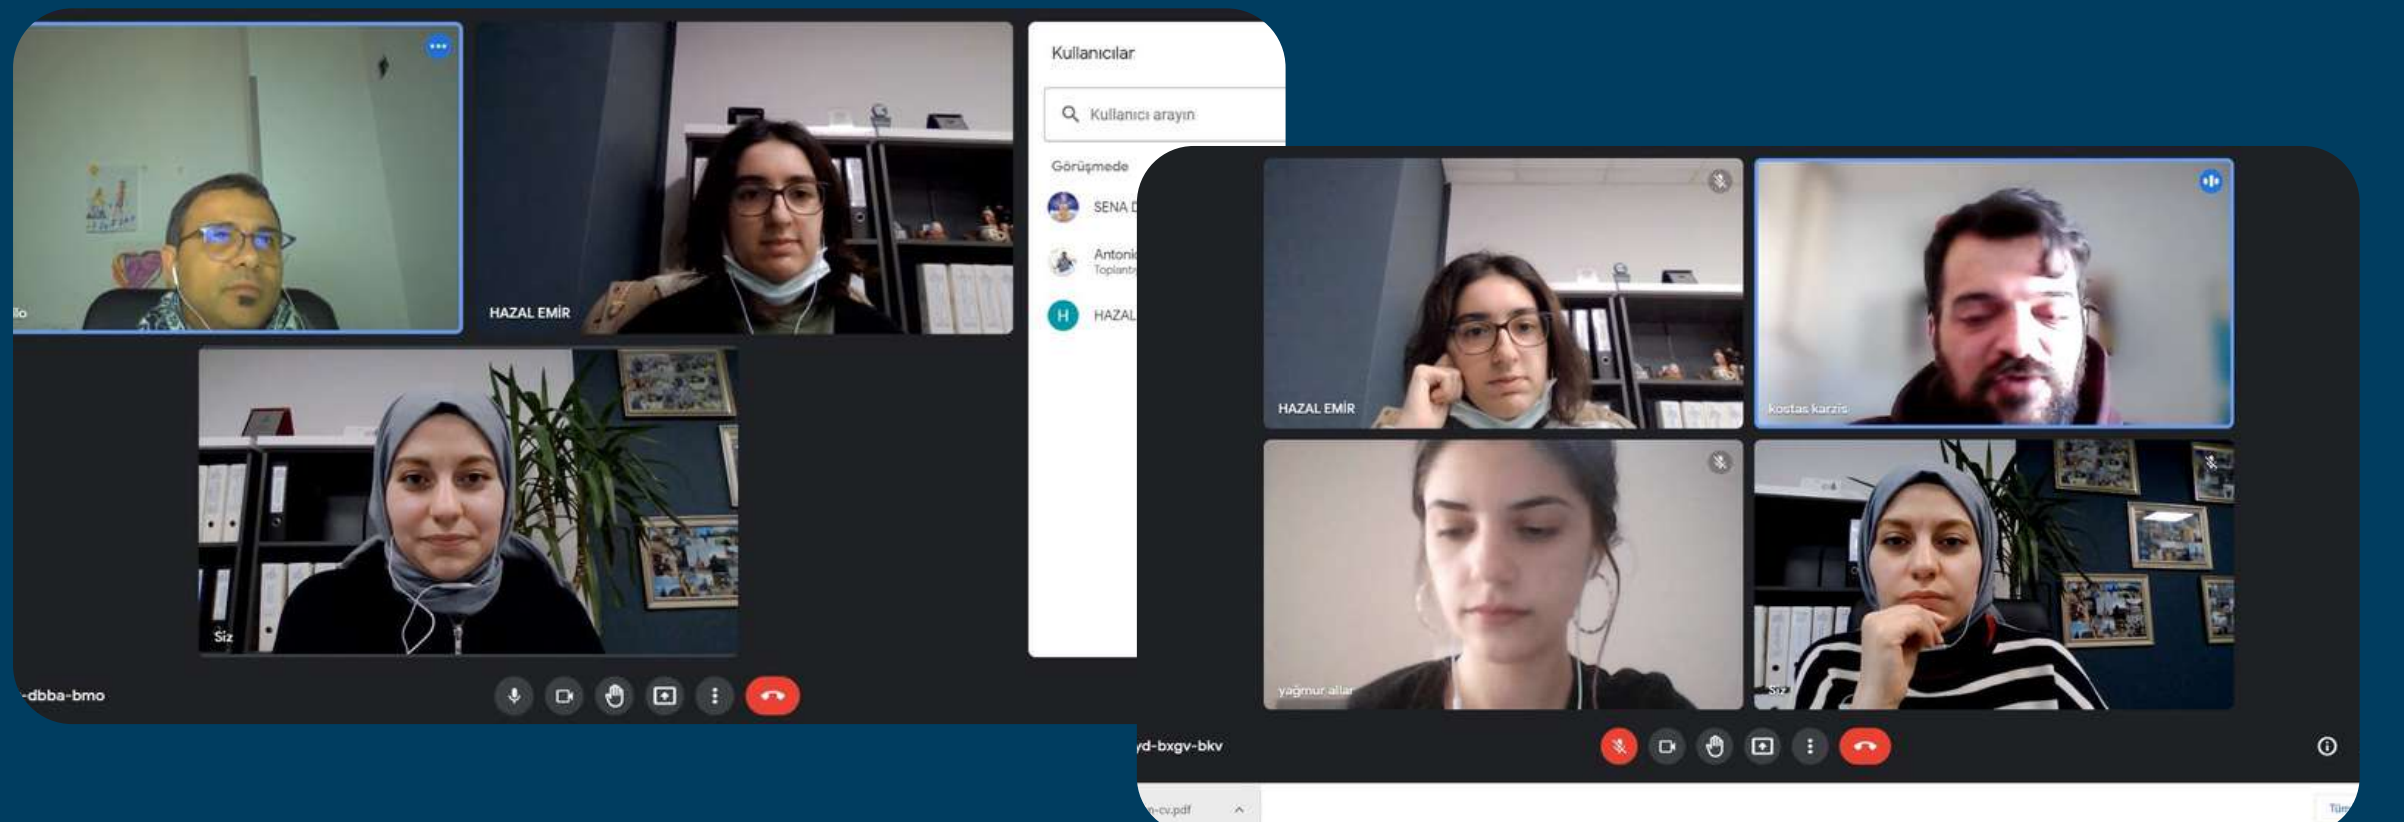 HAZAL EMİR
Siz
-dbba-bmo
Kullanıcılar
Kullanıcı arayın
Görüşmede
SENA
H
HAZAL
HAZAL EMİR
kostas karzis
yağmur allar
Siz
yd-bxgv-bkv
-cv.pdf